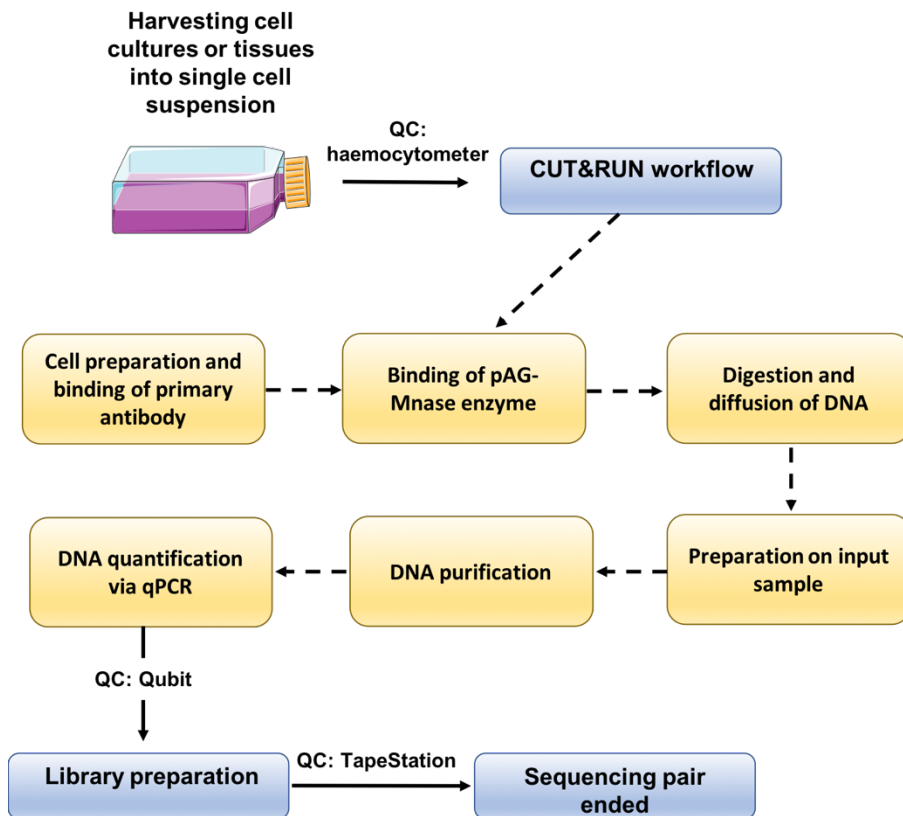 Harvesting cell
cultures or tissues
into single cell
suspension
QC:
haemocytometer
CUT&RUN workflow
Cell preparation and
binding of primary
antibody
Binding of pAG-
Mnase enzyme
Digestion and
diffusion of DNA
DNA quantification
via qPCR
DNA purification
Preparation on input
sample
QC: Qubit
Library preparation
QC: TapeStation
Sequencing pair
ended